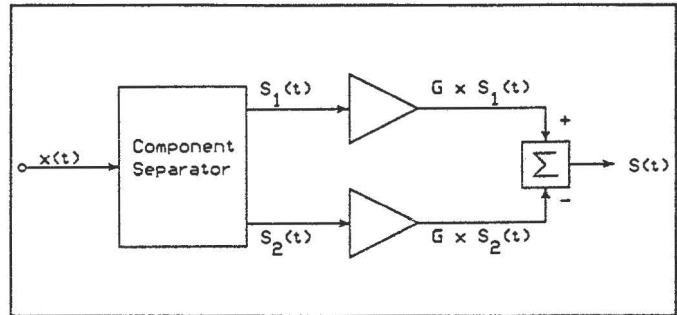 S₁(t)
G x S₁(t)
+
x(t)
Component
Separator
Σ
S(t)
-
S₂(t)
G x S₂(t)